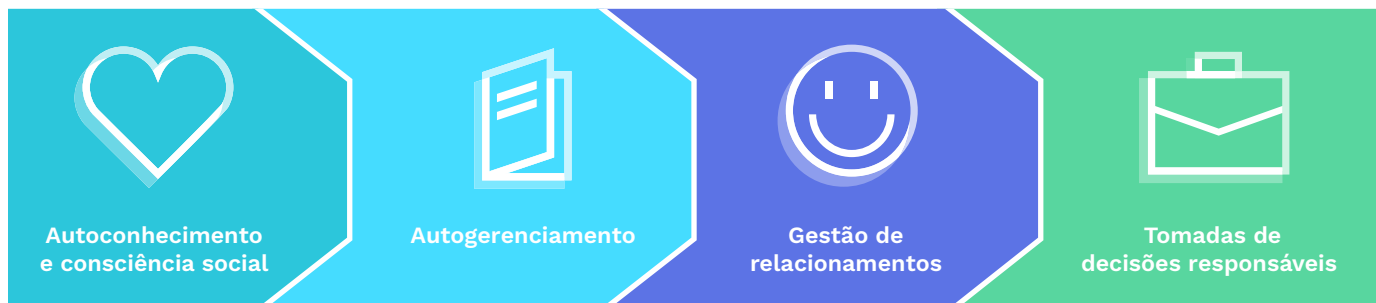 Autoconhecimento
e consciência social
Autogerenciamento
Gestão de
relacionamentos
Tomadas de
decisões responsáveis